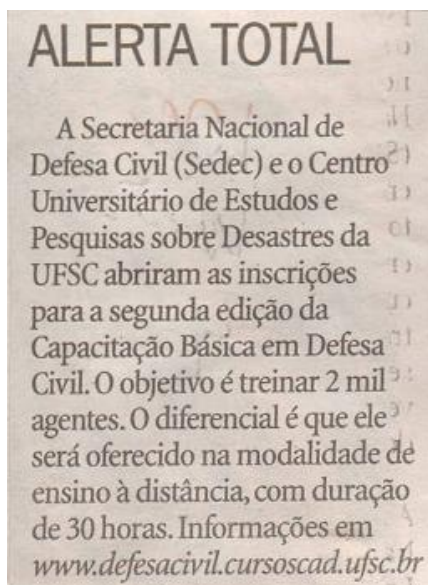 ALERTA TOTAL
A Secretaria Nacional de
Defesa Civil (Sedec) e o Centro
Universitário de Estudos e
Pesquisas sobre Desastres da
UFSC abriram as inscrições
para a segunda edição da
Capacitação Básica em Defesa
Civil. O objetivo é treinar 2 mil
agentes. O diferencial é que ele
será oferecido na modalidade de
ensino à distância, com duração
de 30 horas. Informações em
www.defesacivil.cursoscad.ufsc.br